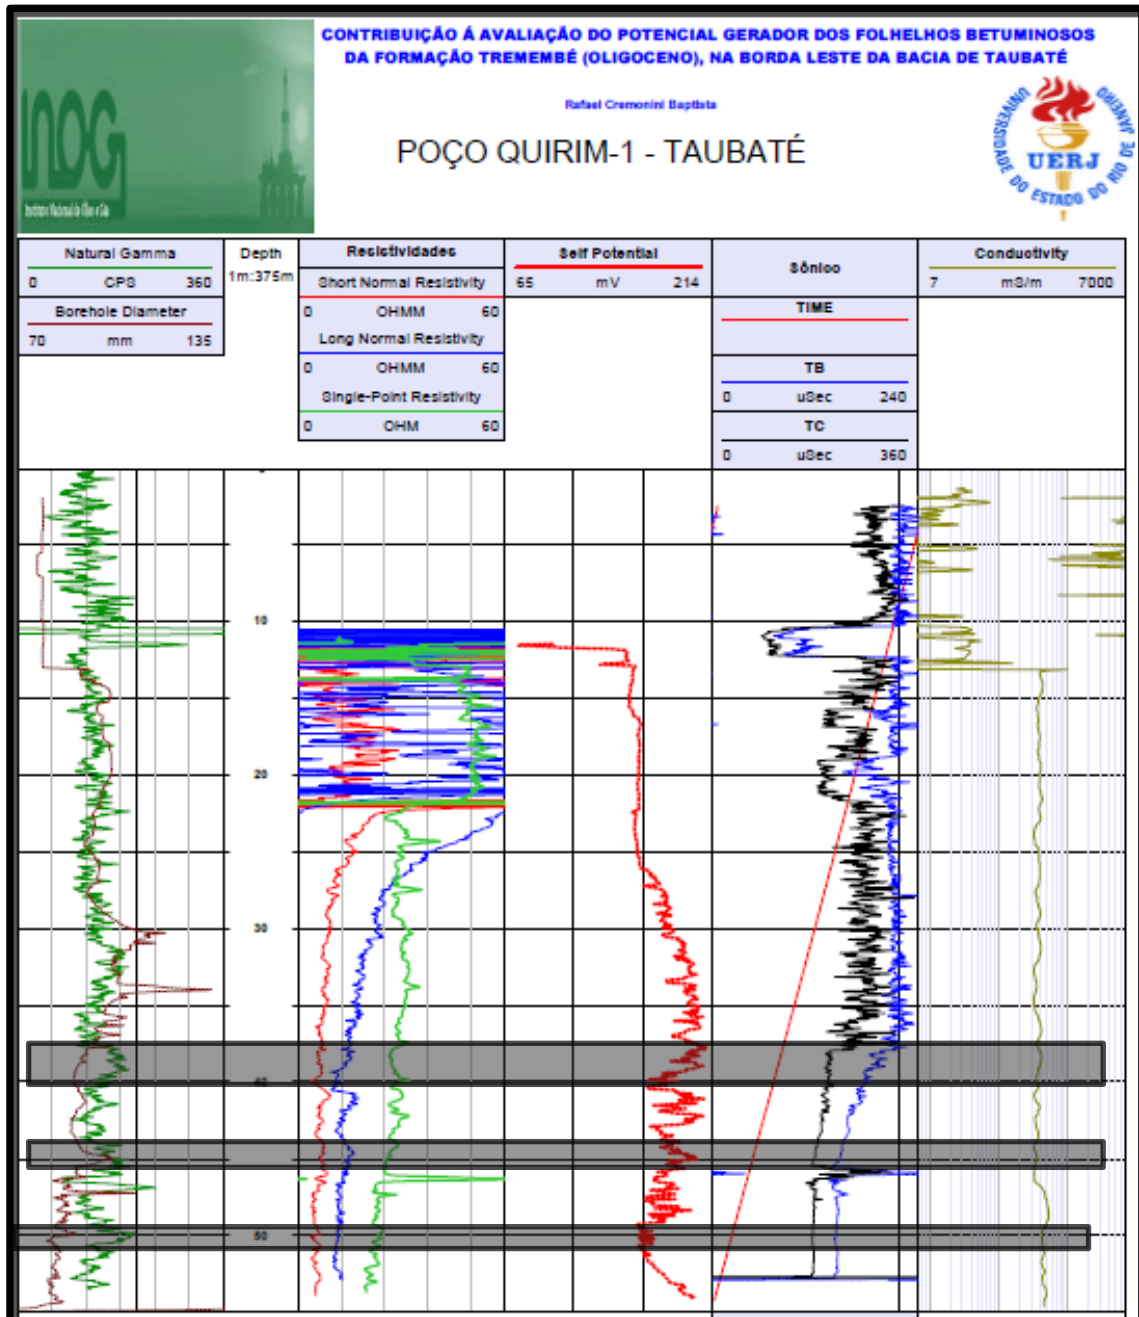 CONTRIBUIÇÃO Á AVALIAÇÃO DO POTENCIAL GERADOR DOS FOLHELHOS BETUMINOSOS
DA FORMAÇÃO TREMEMBÉ (OLIGOCENO), NA BORDA LESTE DA BACIA DE TAUBATÉ
Rafael Cremonini Baptista
POÇO QUIRIM-1 - TAUBATÉ
INOG
UNIVERSIDADE DO ESTADO DO RIO DE JANEIRO
UERJ
Natural Gamma
0 CPS 360
Borehole Diameter
70 mm 135
Depth
1m:375m
Resistividades
Short Normal Resistivity
0 OHMM 60
Long Normal Resistivity
0 OHMM 60
Single-Point Resistivity
0 OHM 60
Self Potential
65 mV 214
Sônico
TIME
TB
0 uSec 240
TC
0 uSec 360
Conductivity
7 mS/m 7000
10
20
30
40
50